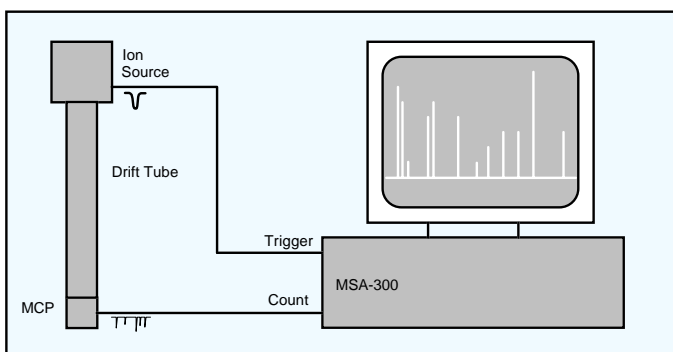 Ion
Source
Drift Tube
Trigger
MSA-300
Count
MCP